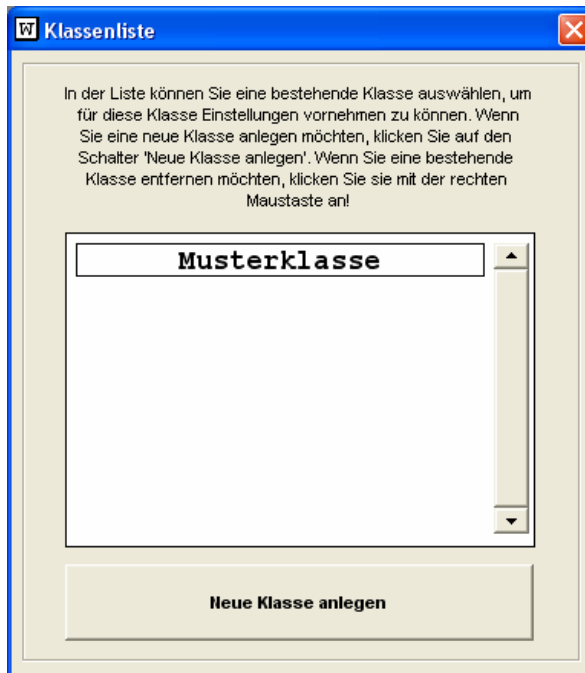 W Klassenliste
In der Liste können Sie eine bestehende Klasse auswählen, um
für diese Klasse Einstellungen vornehmen zu können. Wenn
Sie eine neue Klasse anlegen möchten, klicken Sie auf den
Schalter 'Neue Klasse anlegen'. Wenn Sie eine bestehende
Klasse entfernen möchten, klicken Sie sie mit der rechten
Maustaste an!
Musterklasse
Neue Klasse anlegen